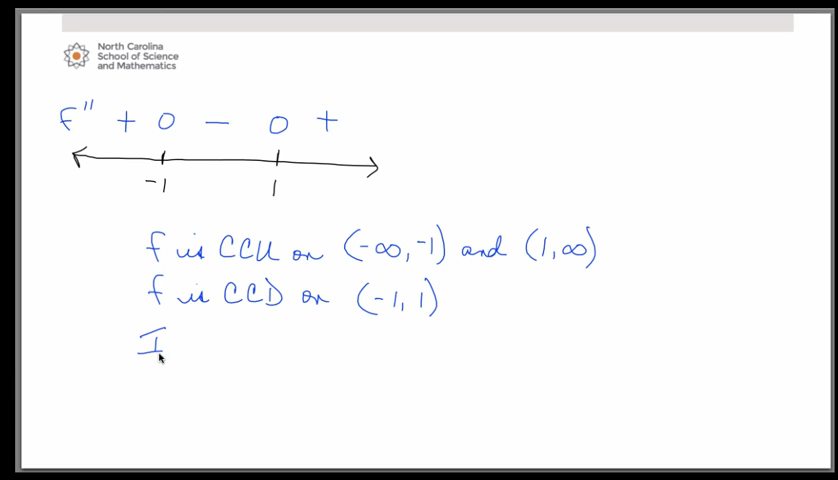 North Carolina
School of Science
and Mathematics
f'' + 0 − 0 +
-1 1
f is CCU on (-∞, -1) and (1, ∞)
f is CCD on (-1, 1)
I